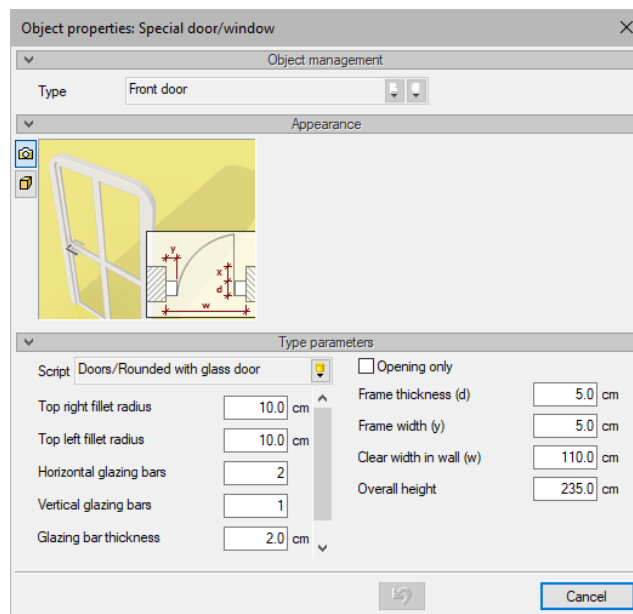 Object properties: Special door/window
Object management
Type Front door
Appearance
y
x
d
w
Type parameters
Script Doors/Rounded with glass door
Top right fillet radius 10.0 cm
Top left fillet radius 10.0 cm
Horizontal glazing bars 2
Vertical glazing bars 1
Glazing bar thickness 2.0 cm
Opening only
Frame thickness (d) 5.0 cm
Frame width (y) 5.0 cm
Clear width in wall (w) 110.0 cm
Overall height 235.0 cm
Cancel